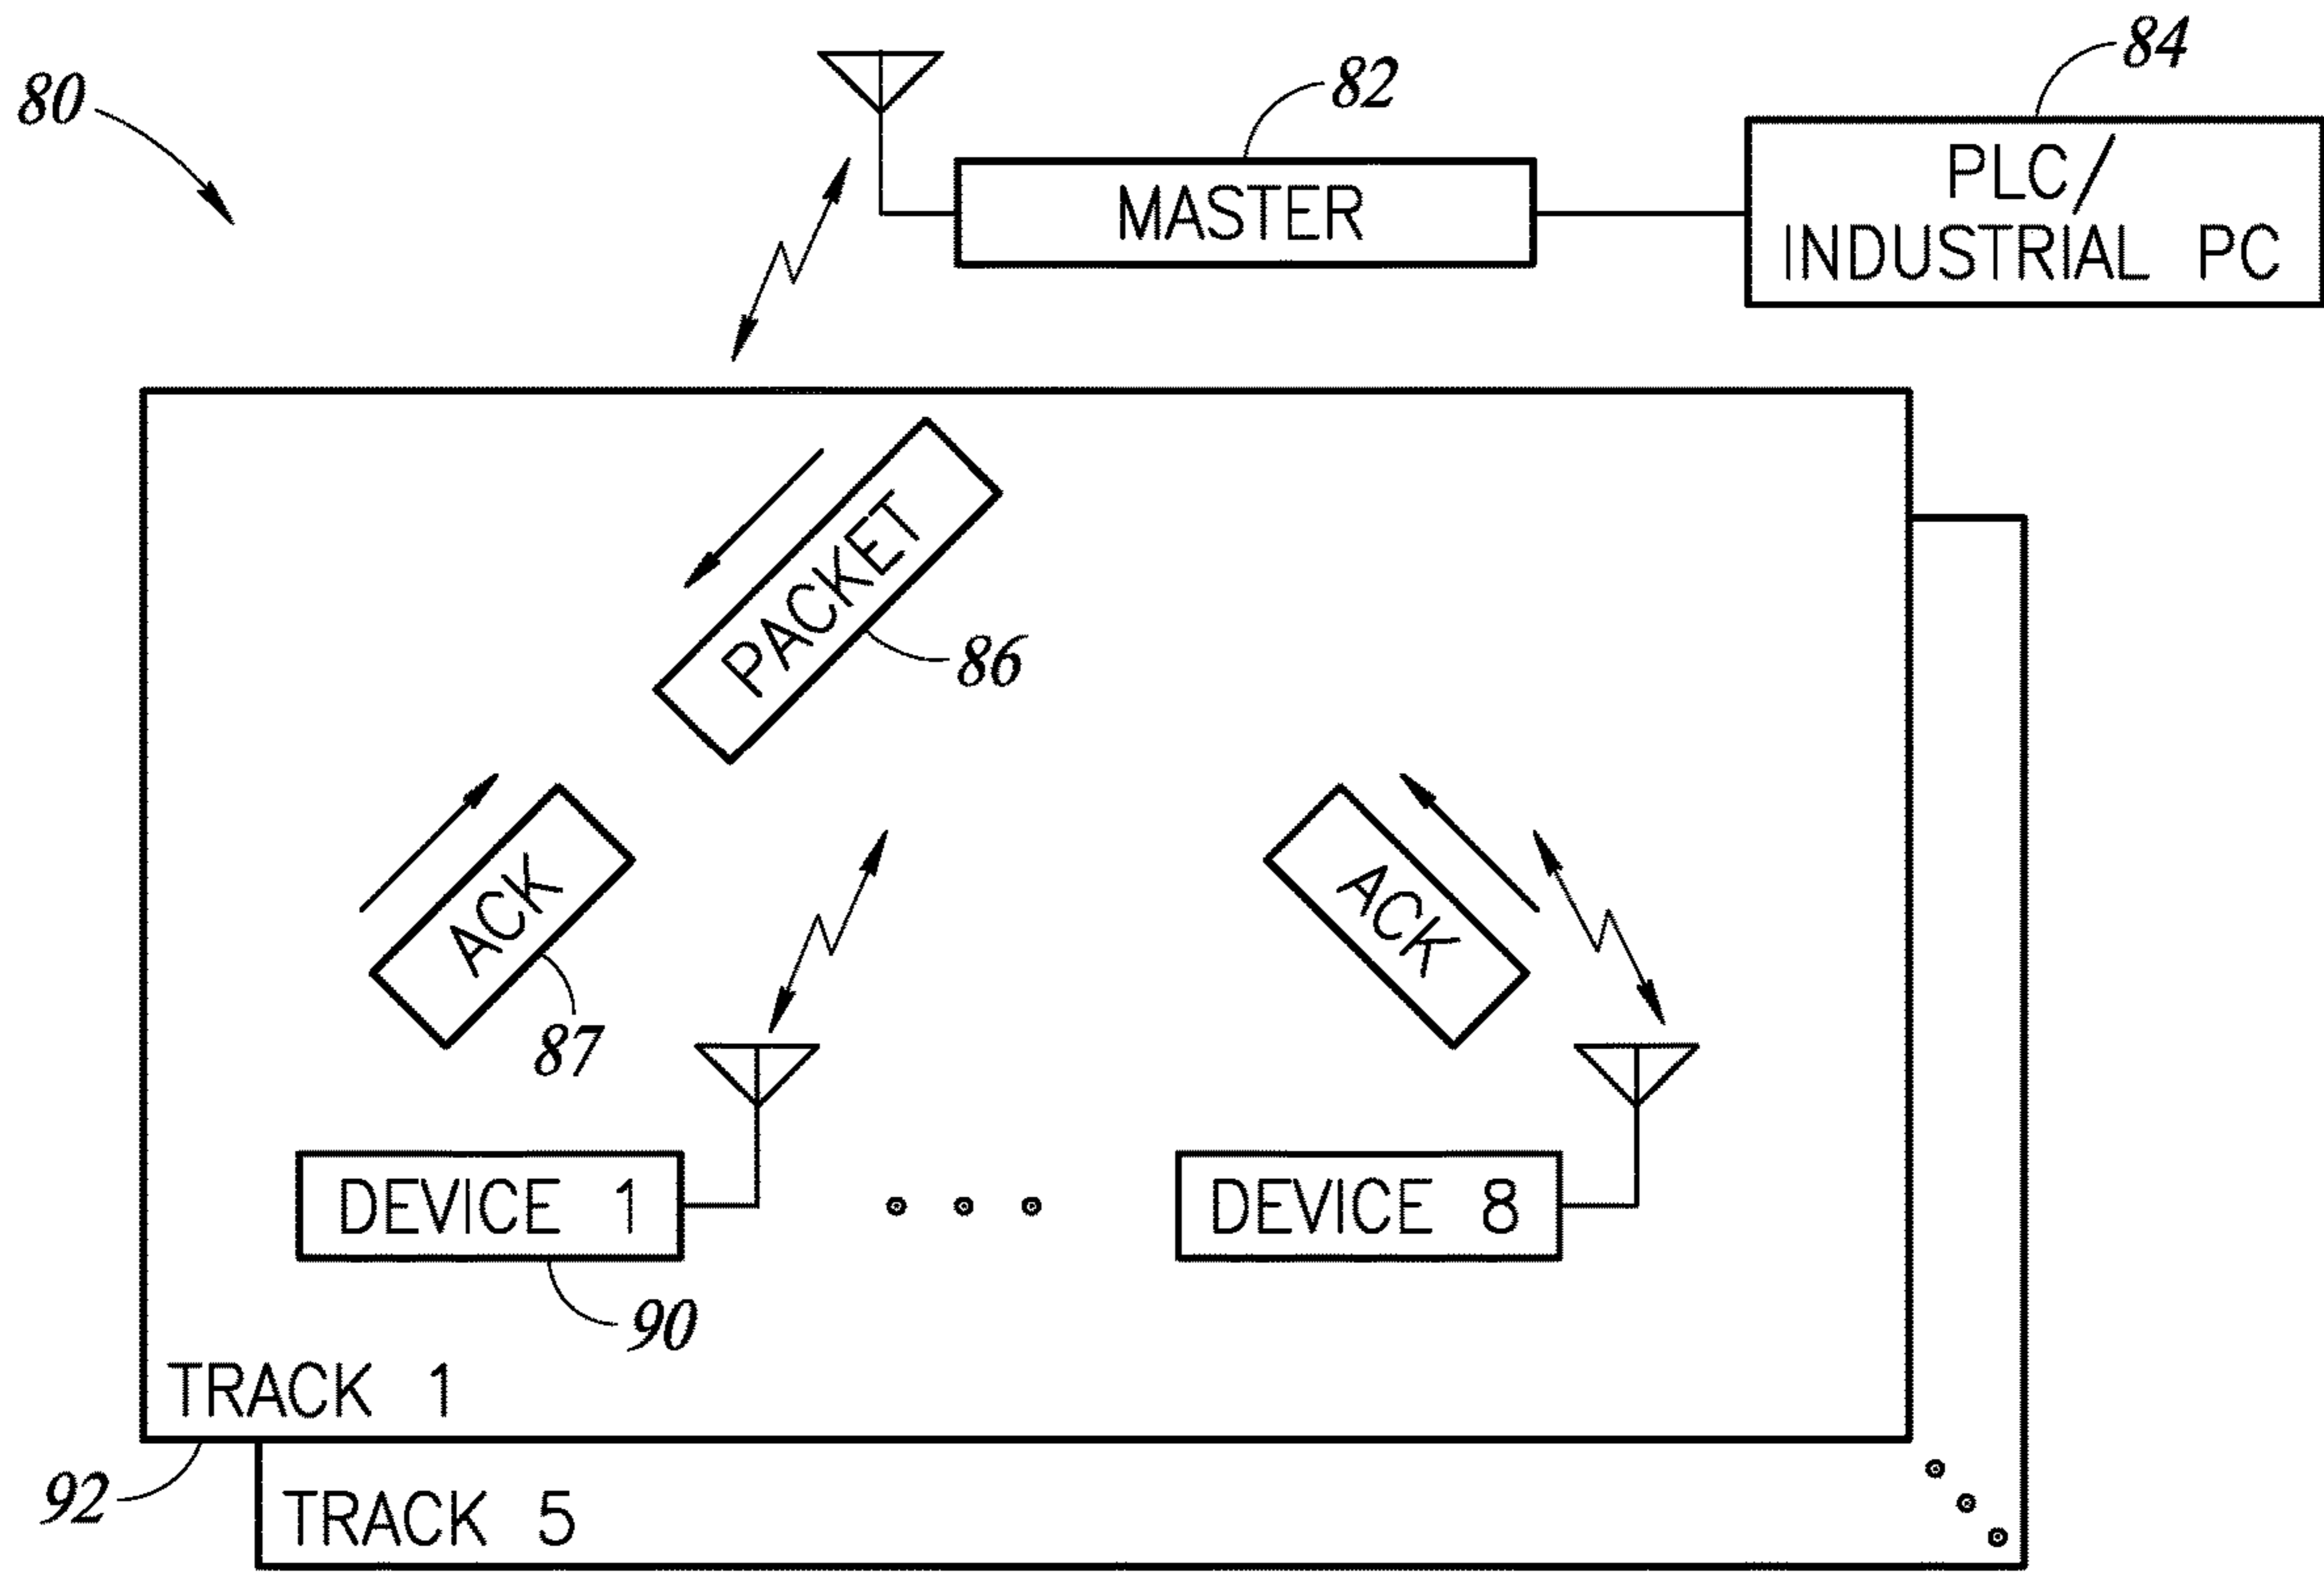 80
82
84
MASTER
PLC/
INDUSTRIAL PC
PACKET
86
ACK
87
ACK
DEVICE 1
DEVICE 8
90
TRACK 1
92
TRACK 5